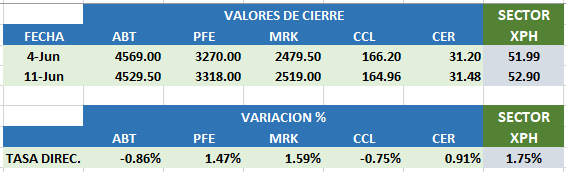 VALORES DE CIERRE SECTOR
FECHA ABT PFE MRK CCL CER XPH
4-Jun 4569.00 3270.00 2479.50 166.20 31.20 51.99
11-Jun 4529.50 3318.00 2519.00 164.96 31.48 52.90
VARIACION % SECTOR
ABT PFE MRK CCL CER XPH
TASA DIREC. -0.86% 1.47% 1.59% -0.75% 0.91% 1.75%